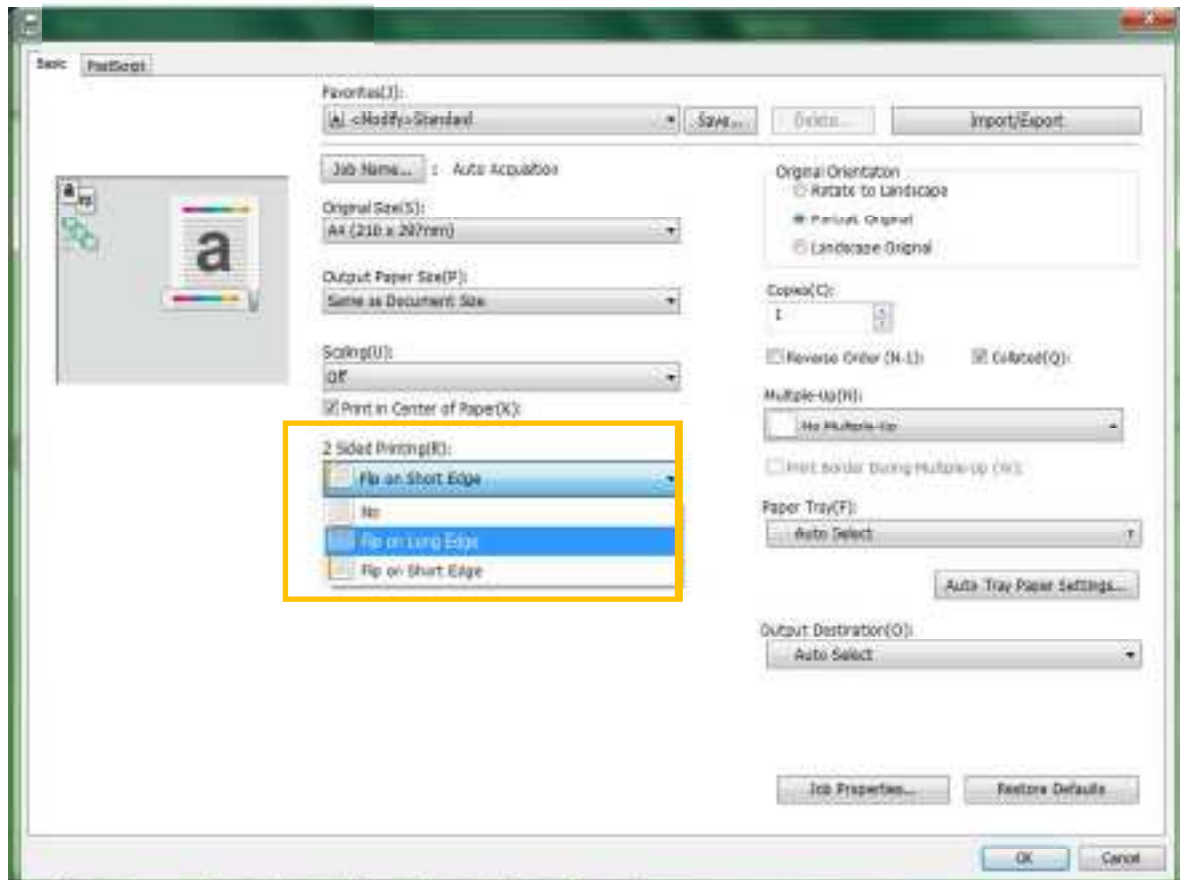 Basic PostScript
Favorites(J):
<Modify>Standard
Save...
Delete...
Import/Export
Job Name... : Auto Acquisition
Original Size(S):
A4 (210 x 297mm)
Output Paper Size(P):
Same as Document Size
Scaling(U):
Off
Print in Center of Paper(K):
2 Sided Printing(R):
Flip on Short Edge
No
Flip on Long Edge
Flip on Short Edge
a
Original Orientation
Rotate to Landscape
Portrait Original
Landscape Original
Copies(C):
1
Reverse Order (N-1):
Collated(Q):
Multiple-Up(N):
No Multiple-Up
Print Border During Multiple-Up (W):
Paper Tray(F):
Auto Select
Auto Tray Paper Settings...
Output Destination(O):
Auto Select
Job Properties...
Restore Defaults
OK
Cancel